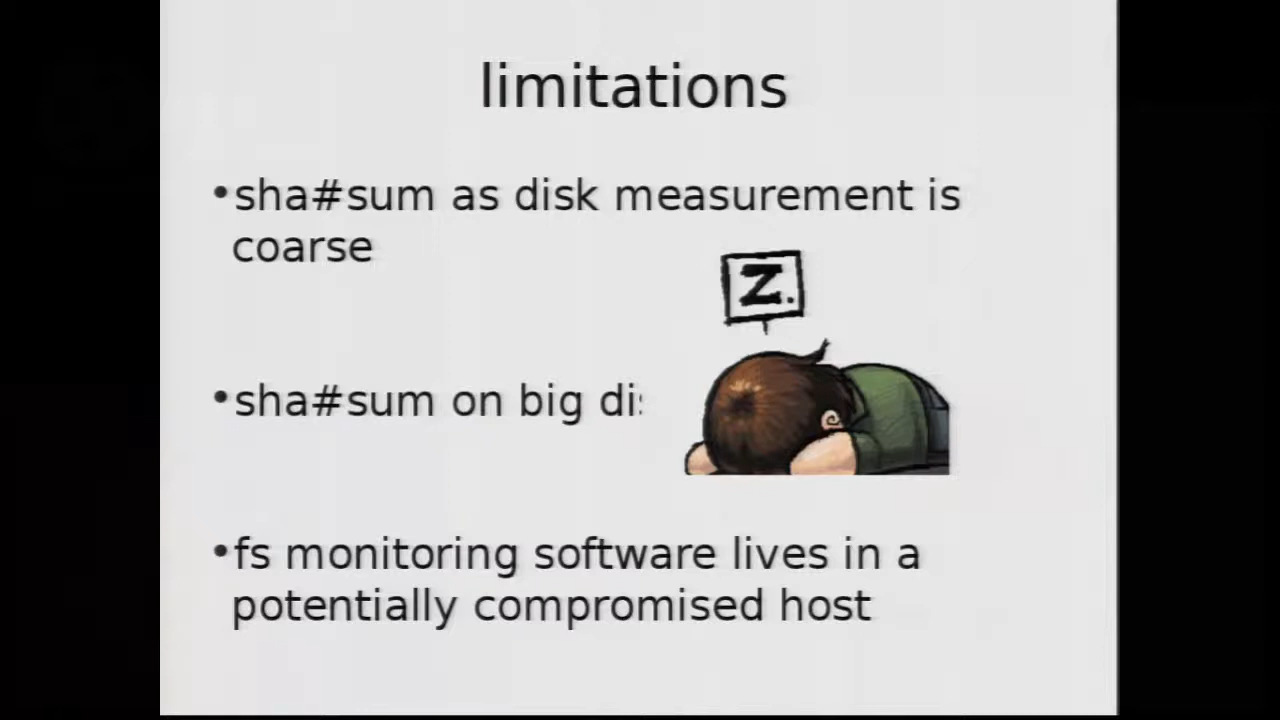 limitations
•sha#sum as disk measurement is
coarse
Z.
•sha#sum on big
•fs monitoring software lives in a
potentially compromised host